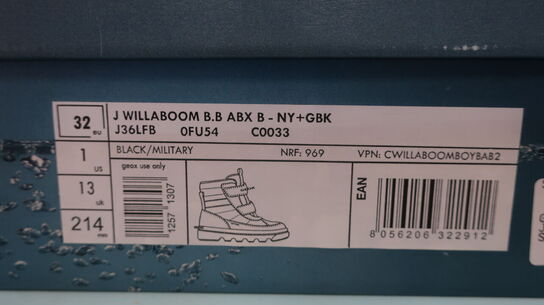 32 eu
J WILLABOOM B.B ABX B - NY+GBK
J36LFB 0FU54 C0033
1 us
BLACK/MILITARY NRF: 969 VPN: CWILLABOOMBOYBAB2
geox use only
13 uk
214 mm
1257 1307
EAN
8 056206 322912